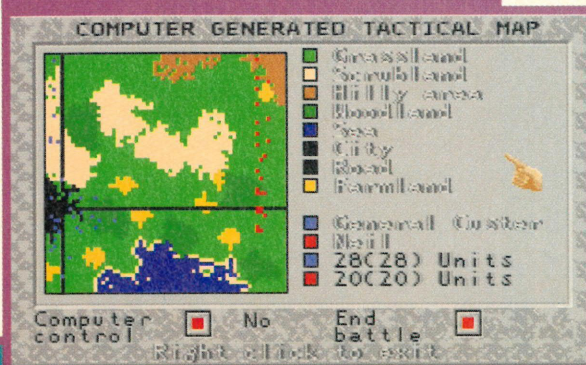 COMPUTER GENERATED TACTICAL MAP
Grassland
Scrubland
Hilly area
Woodland
Sea
City
Road
Farmland
General Custer
Neil
28(28) Units
20(20) Units
Computer control
No
End battle
Right click to exit